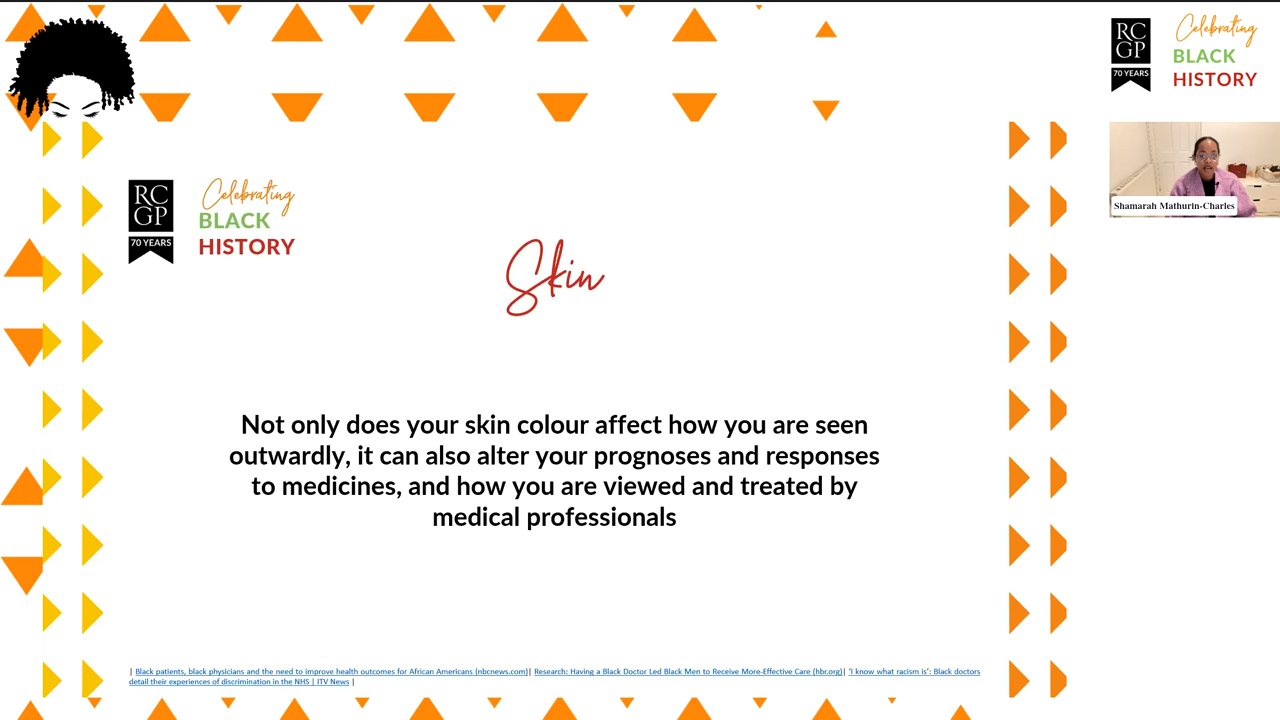 RC
GP
70 YEARS
Celebrating
BLACK
HISTORY
Shamarah Mathurin-Charles
RC
GP
70 YEARS
Celebrating
BLACK
HISTORY
Skin
Not only does your skin colour affect how you are seen
outwardly, it can also alter your prognoses and responses
to medicines, and how you are viewed and treated by
medical professionals
| Black patients, black physicians and the need to improve health outcomes for African Americans (nbcnews.com)| Research: Having a Black Doctor Led Black Men to Receive More-Effective Care (hbr.org)| ‘I know what racism is’: Black doctors
detail their experiences of discrimination in the NHS | ITV News |